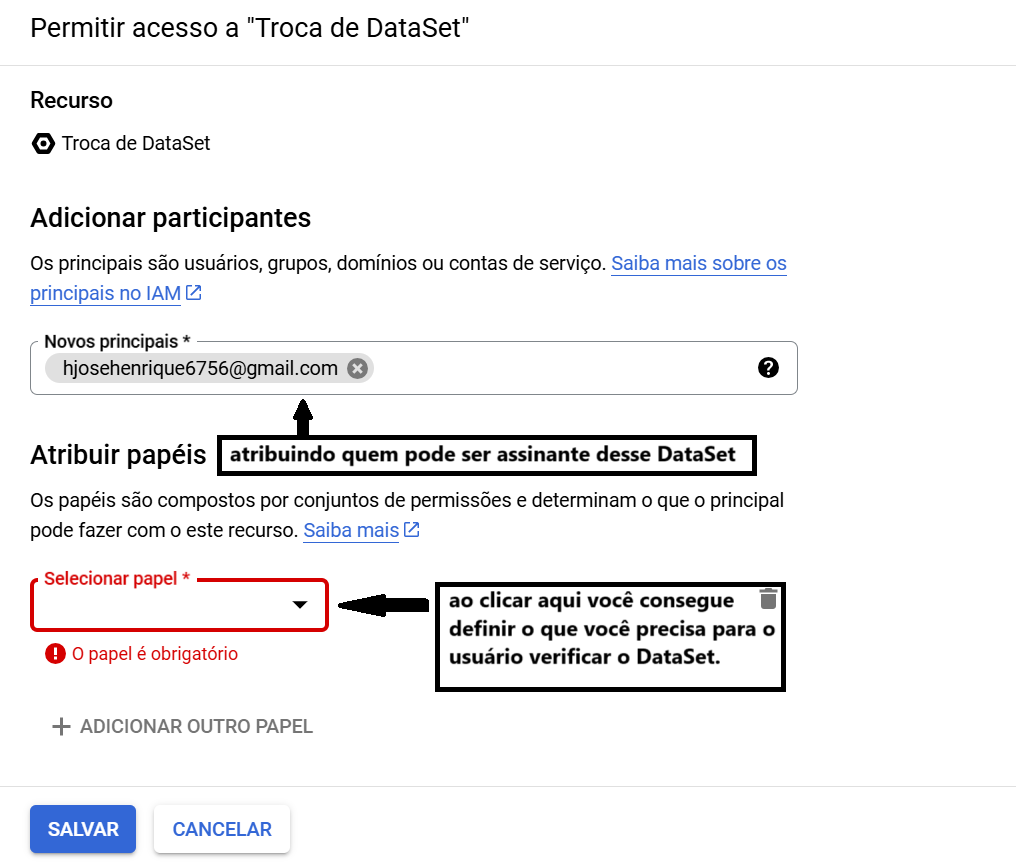 Permitir acesso a "Troca de DataSet"
Recurso
Troca de DataSet
Adicionar participantes
Os principais são usuários, grupos, domínios ou contas de serviço. Saiba mais sobre os
principais no IAM
Novos principais *
hjosehenrique6756@gmail.com
Atribuir papéis
atribuindo quem pode ser assinante desse DataSet
Os papéis são compostos por conjuntos de permissões e determinam o que o principal
pode fazer com o este recurso. Saiba mais
Selecionar papel *
ao clicar aqui você consegue
definir o que você precisa para o
usuário verificar o DataSet.
O papel é obrigatório
ADICIONAR OUTRO PAPEL
SALVAR
CANCELAR